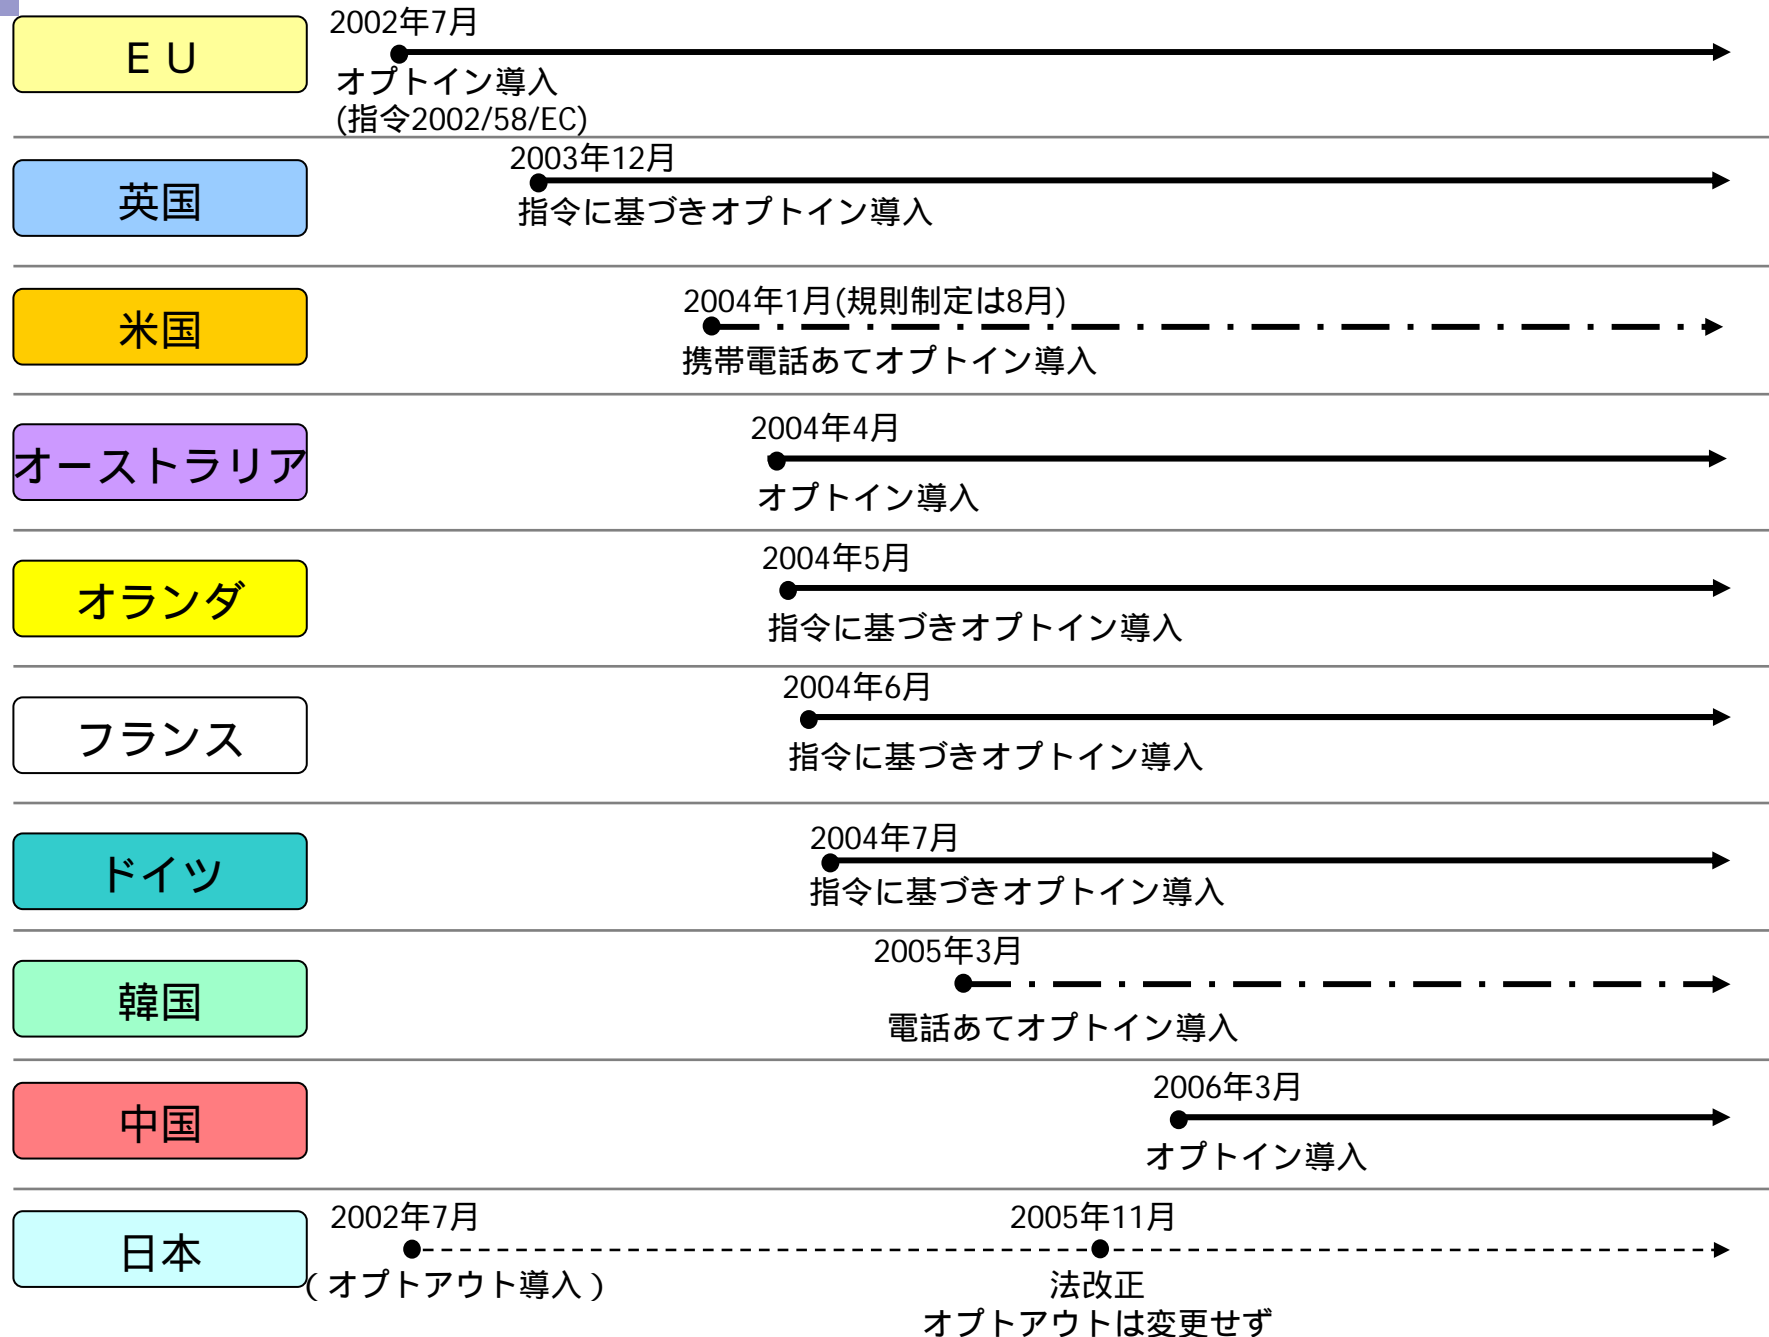 ＥＵ
2002年7月
オプトイン導入
(指令2002/58/EC)
英国
2003年12月
指令に基づきオプトイン導入
米国
2004年1月(規則制定は8月)
携帯電話あてオプトイン導入
オーストラリア
2004年4月
オプトイン導入
オランダ
2004年5月
指令に基づきオプトイン導入
フランス
2004年6月
指令に基づきオプトイン導入
ドイツ
2004年7月
指令に基づきオプトイン導入
韓国
2005年3月
電話あてオプトイン導入
中国
2006年3月
オプトイン導入
日本
2002年7月
（オプトアウト導入）
2005年11月
法改正
オプトアウトは変更せず